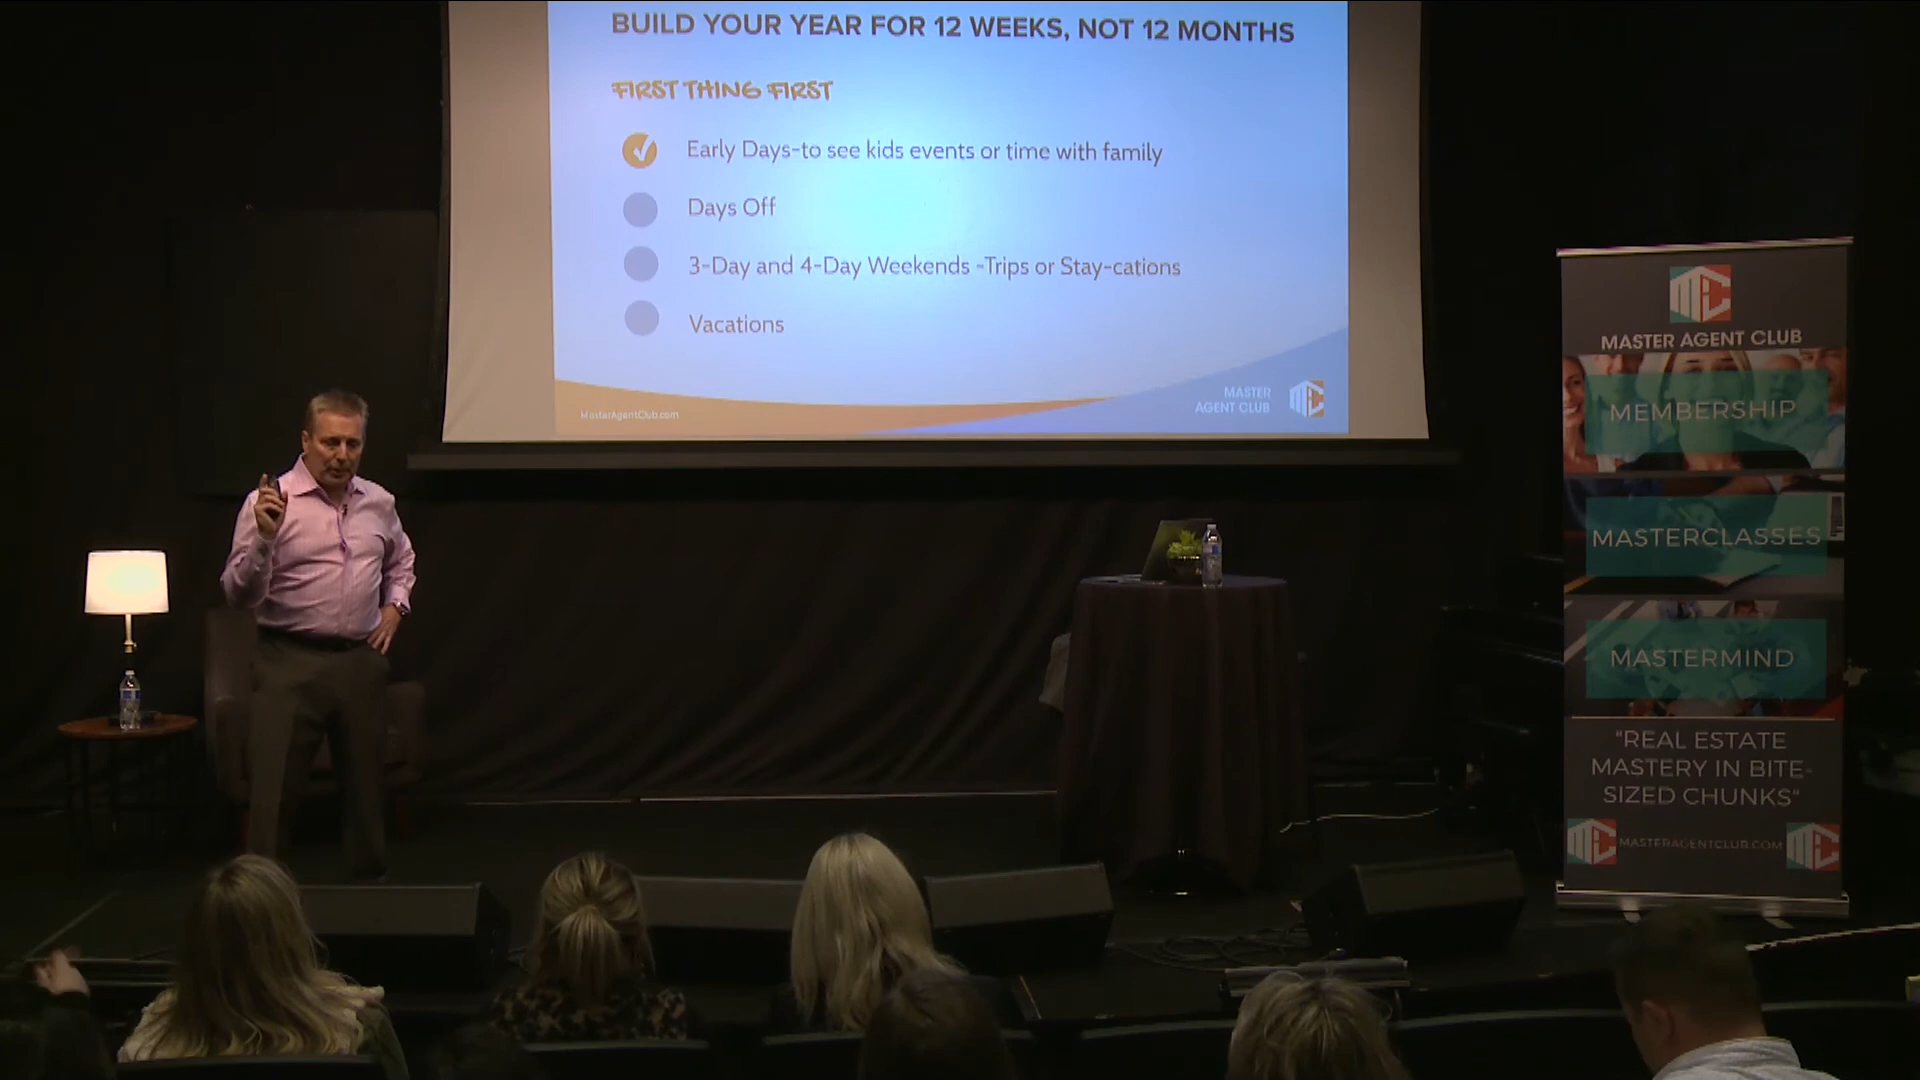 BUILD YOUR YEAR FOR 12 WEEKS, NOT 12 MONTHS
FIRST THING FIRST
Early Days-to see kids events or time with family
Days Off
3-Day and 4-Day Weekends -Trips or Stay-cations
Vacations
MasterAgentClub.com
MASTER
AGENT CLUB
MASTER AGENT CLUB
MEMBERSHIP
MASTERCLASSES
MASTERMIND
"REAL ESTATE
MASTERY IN BITE-
SIZED CHUNKS"
MASTERAGENTCLUB.COM